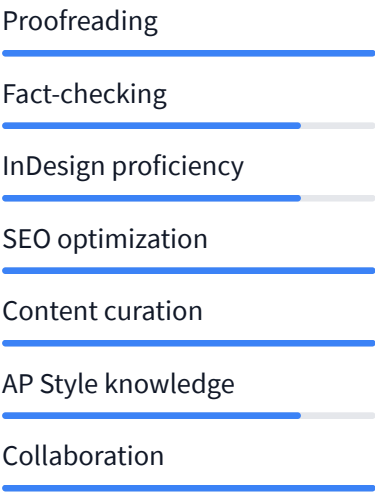 Proofreading
Fact-checking
InDesign proficiency
SEO optimization
Content curation
AP Style knowledge
Collaboration